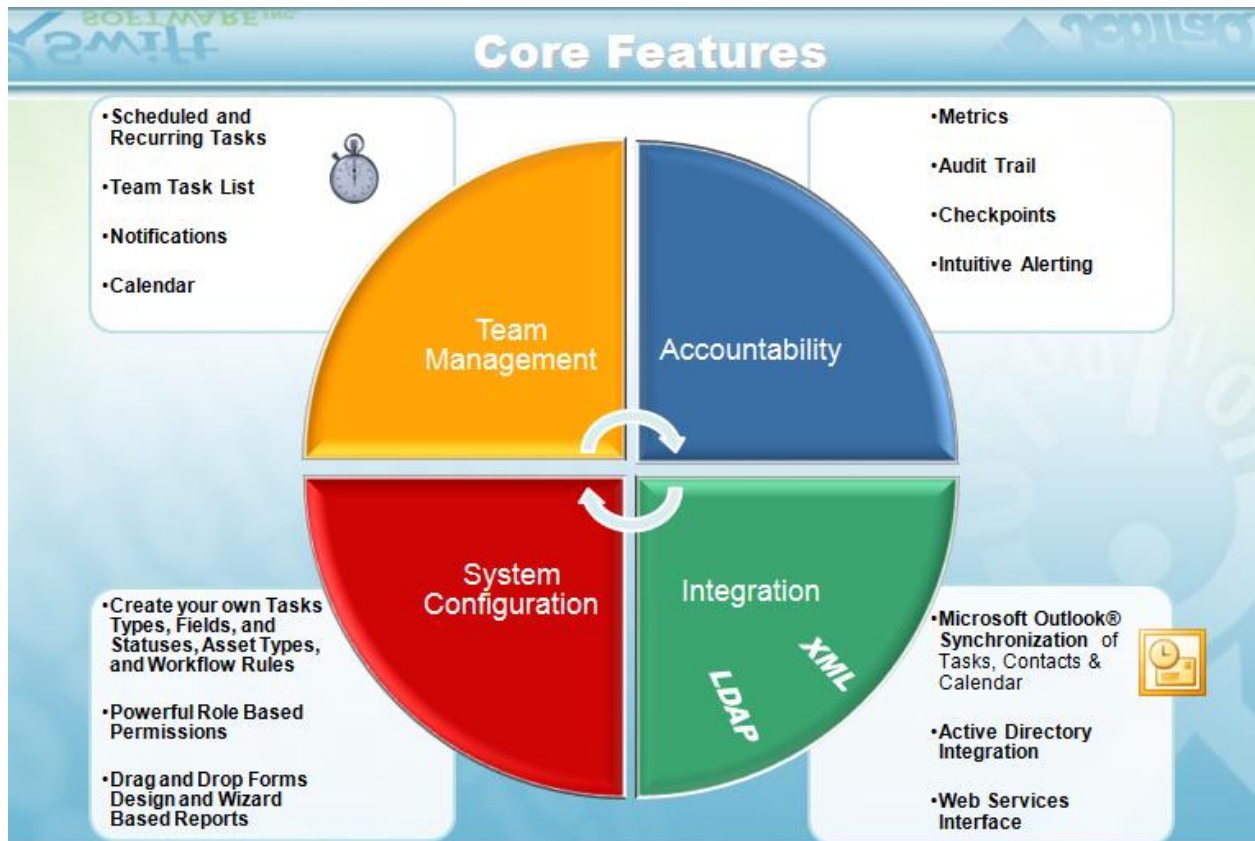 SOFTWARE INC.
Swift
Core Features
•Scheduled and
Recurring Tasks
•Team Task List
•Notifications
•Calendar
•Metrics
•Audit Trail
•Checkpoints
•Intuitive Alerting
Team
Management
Accountability
System
Configuration
Integration
XML
LDAP
•Create your own Tasks
Types, Fields, and
Statuses, Asset Types,
and Workflow Rules
•Powerful Role Based
Permissions
•Drag and Drop Forms
Design and Wizard
Based Reports
•Microsoft Outlook®
Synchronization of
Tasks, Contacts &
Calendar
•Active Directory
Integration
•Web Services
Interface